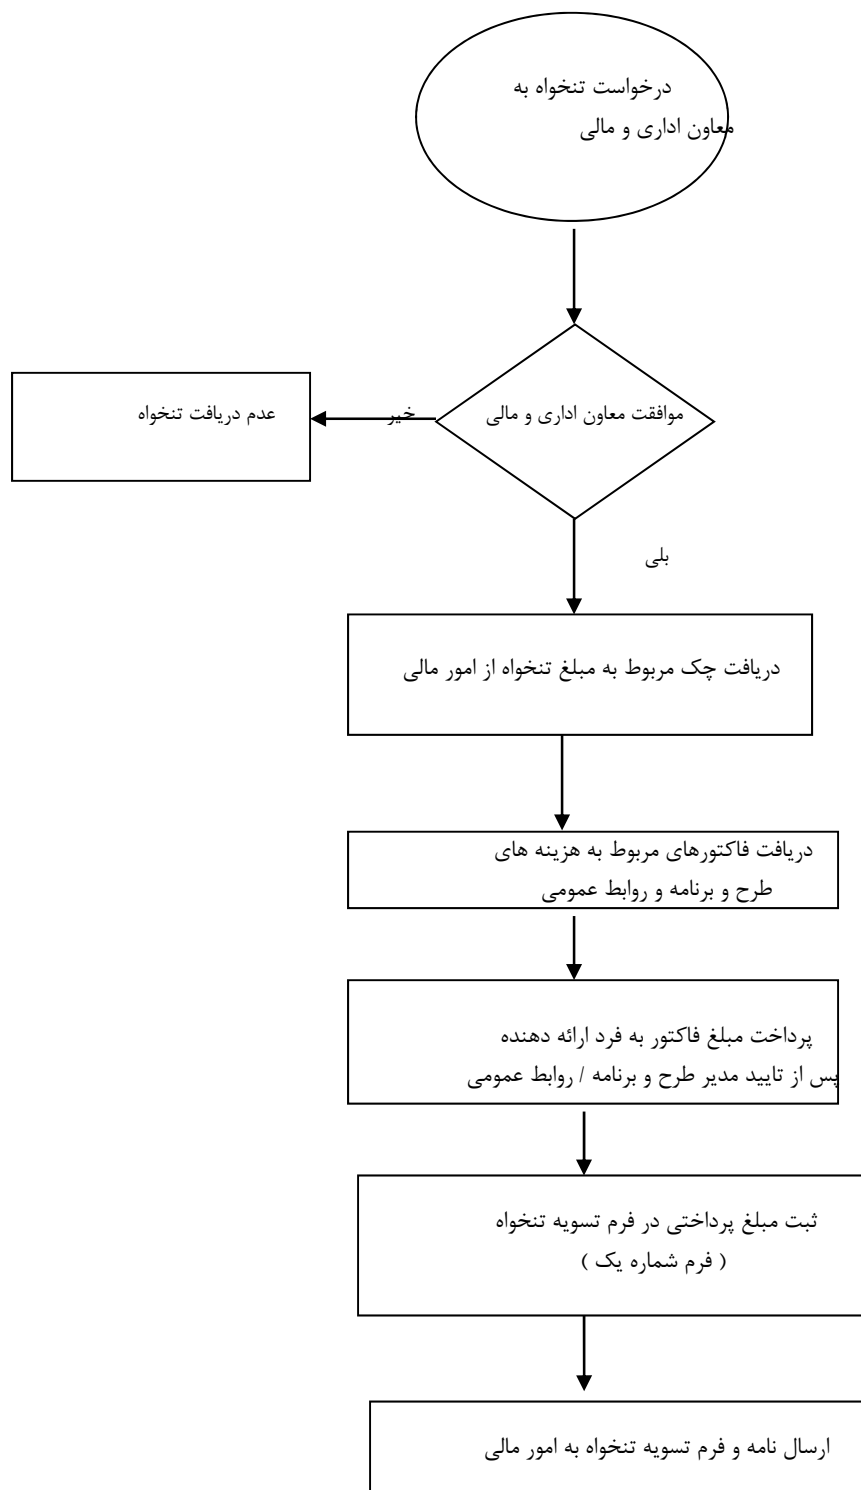 درخواست تنخواه به
معاون اداری و مالی
موافقت معاون اداری و مالی
خیر
عدم دریافت تنخواه
بلی
دریافت چک مربوط به مبلغ تنخواه از امور مالی
دریافت فاکتورهای مربوط به هزینه های
طرح و برنامه و روابط عمومی
پرداخت مبلغ فاکتور به فرد ارائه دهنده
پس از تایید مدیر طرح و برنامه / روابط عمومی
ثبت مبلغ پرداختی در فرم تسویه تنخواه
( فرم شماره یک )
ارسال نامه و فرم تسویه تنخواه به امور مالی